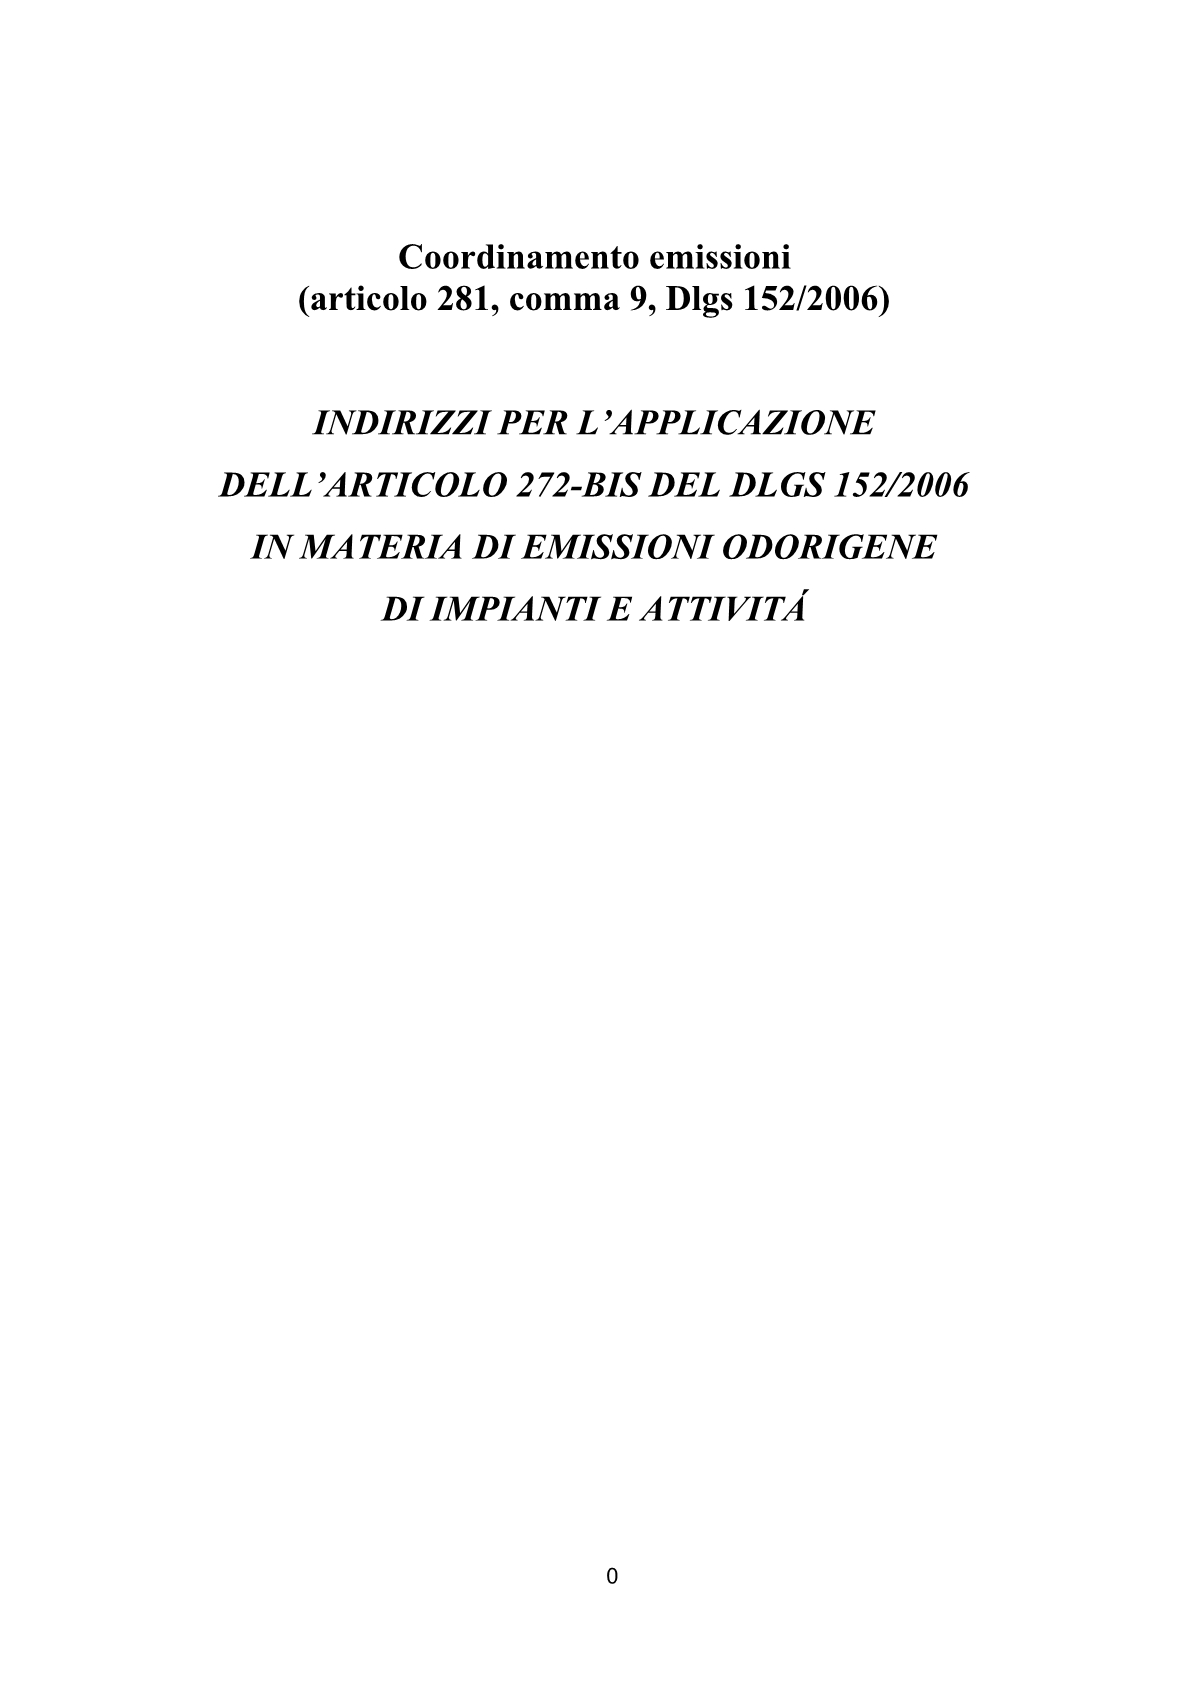 Coordinamento emissioni
(articolo 281, comma 9, Dlgs 152/2006)
INDIRIZZI PER L’APPLICAZIONE
DELL’ARTICOLO 272-BIS DEL DLGS 152/2006
IN MATERIA DI EMISSIONI ODORIGENE
DI IMPIANTI E ATTIVITÁ
0